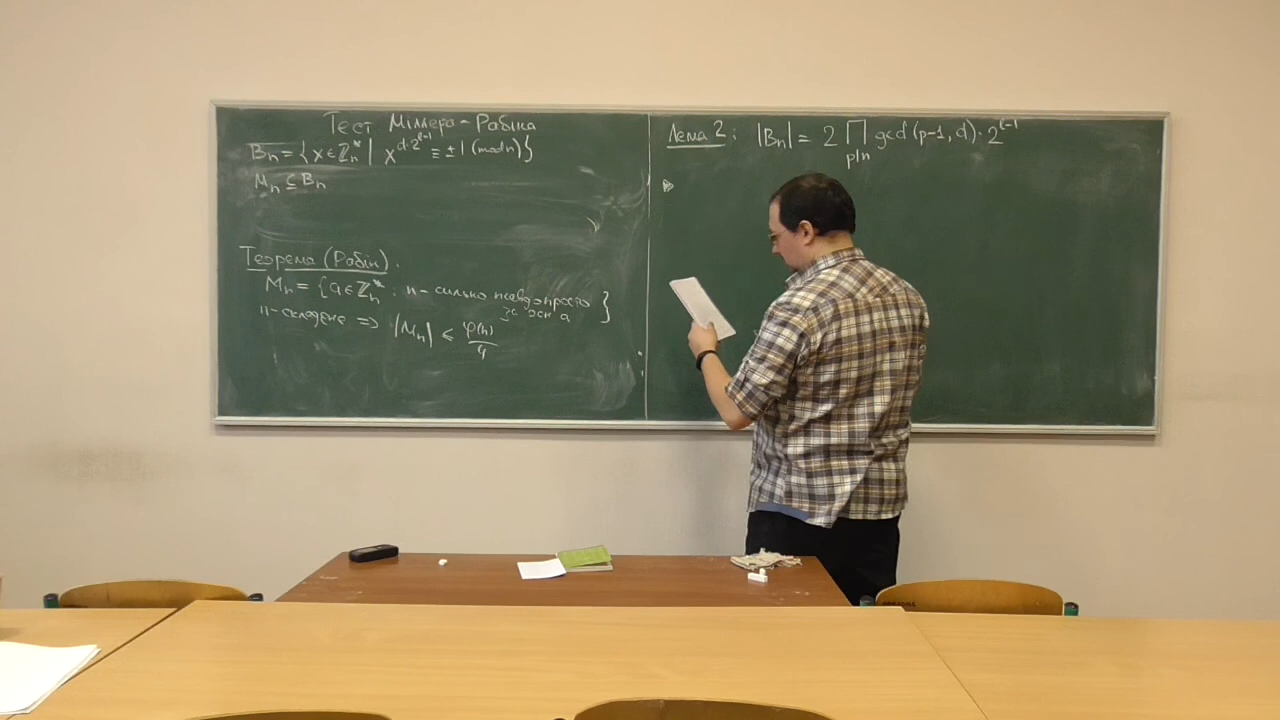 Тест Міллера-Рабіна
Bₙ = { x ∈ ℤₙ* | x^{d·2^{ℓ-1}} ≡ ±1 (mod n) }
Mₙ ⊆ Bₙ
Теорема (Рабін).
Mₙ = { a ∈ ℤₙ* : n - сильно псевдопросте за осн a }
n - складене => |Mₙ| ≤ φ(n)/4
Лема 2: |Bₙ| = 2 ∏_{p|n} gcd(p-1, d) · 2^{ℓ-1}